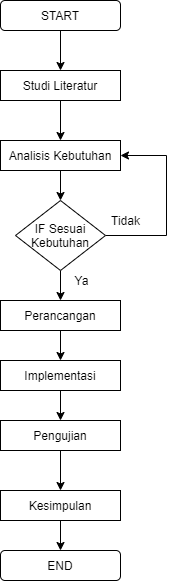 START
Studi Literatur
Analisis Kebutuhan
IF Sesuai
Kebutuhan
Tidak
Ya
Perancangan
Implementasi
Pengujian
Kesimpulan
END